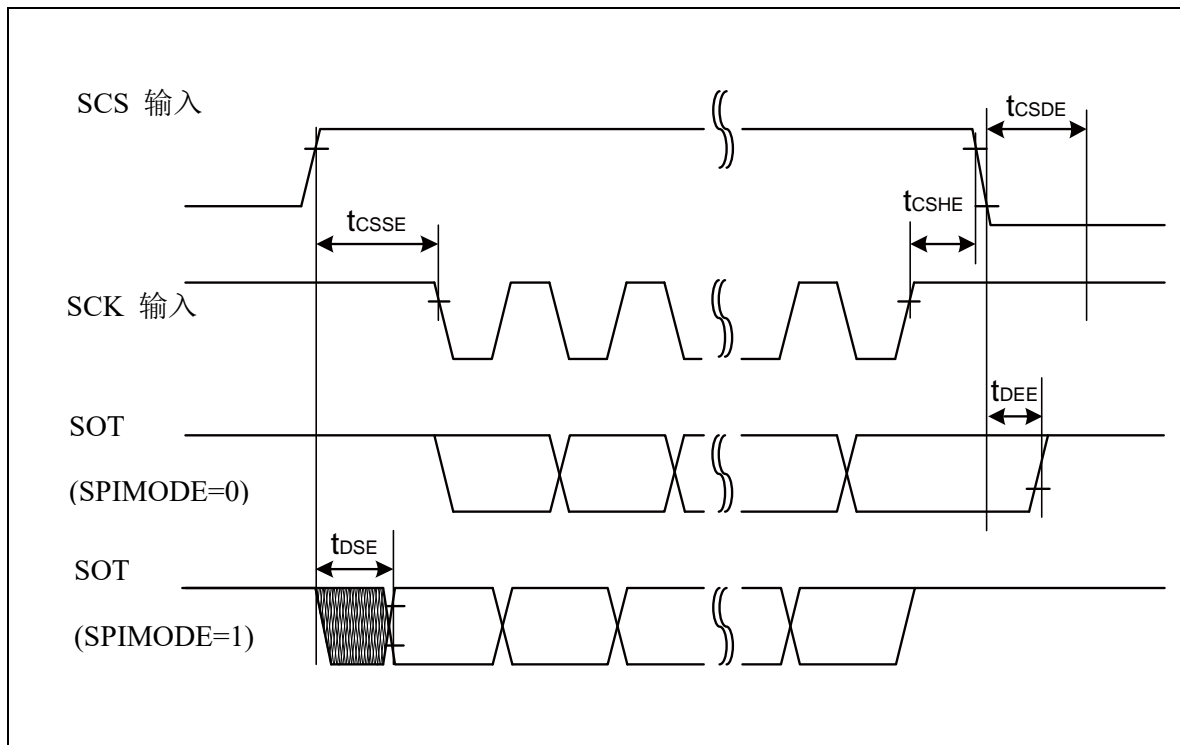 SCS 输入
tCSDE
tCSHE
tCSSE
SCK 输入
tDEE
SOT
(SPIMODE=0)
tDSE
SOT
(SPIMODE=1)